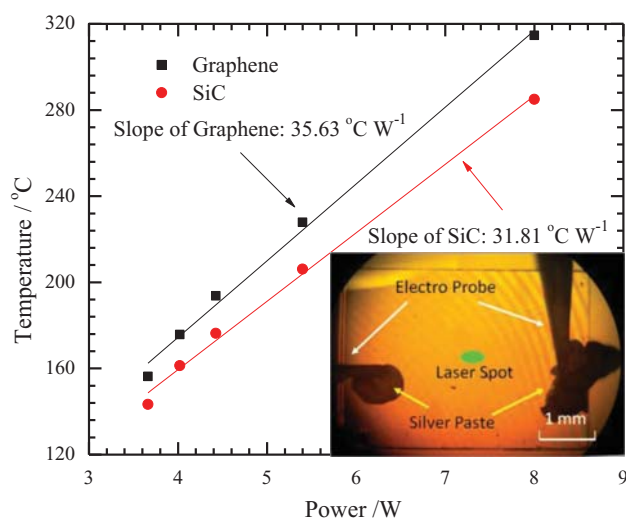 320
280
240
200
160
120
Temperature / °C
Graphene
SiC
Slope of Graphene: 35.63 °C W⁻¹
Slope of SiC: 31.81 °C W⁻¹
Electro Probe
Laser Spot
Silver Paste
1 mm
3 4 5 6 7 8 9
Power /W